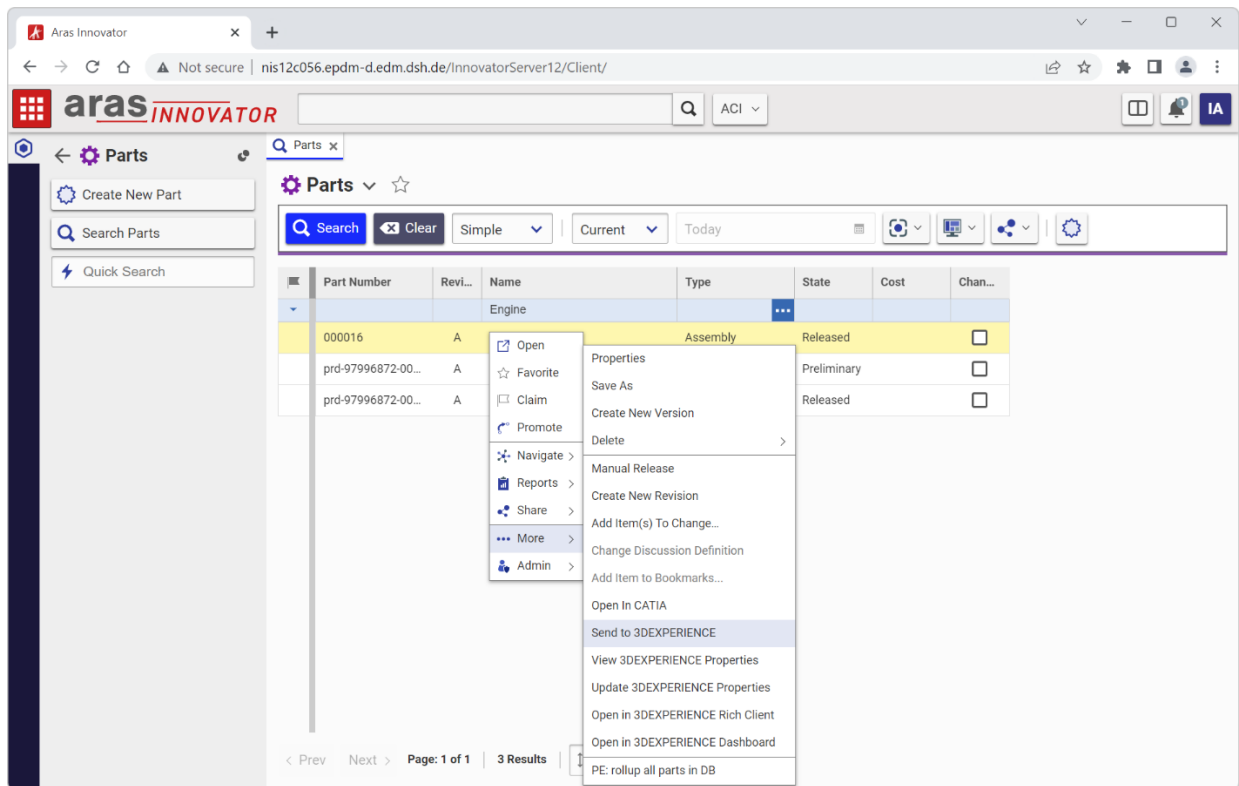 Aras Innovator
Not secure nis12c056.epdm-d.edm.dsh.de/InnovatorServer12/Client/
aras INNOVATOR
ACI
IA
Parts
Create New Part
Search Parts
Quick Search
Parts
Parts
Search Clear Simple Current Today
Part Number Revi... Name Type State Cost Chan...
Engine
000016 A Assembly Released
prd-97996872-00... A Preliminary
prd-97996872-00... A Released
Open
Favorite
Claim
Promote
Navigate
Reports
Share
More
Admin
Properties
Save As
Create New Version
Delete
Manual Release
Create New Revision
Add Item(s) To Change...
Change Discussion Definition
Add Item to Bookmarks...
Open In CATIA
Send to 3DEXPERIENCE
View 3DEXPERIENCE Properties
Update 3DEXPERIENCE Properties
Open in 3DEXPERIENCE Rich Client
Open in 3DEXPERIENCE Dashboard
PE: rollup all parts in DB
< Prev Next > Page: 1 of 1 3 Results